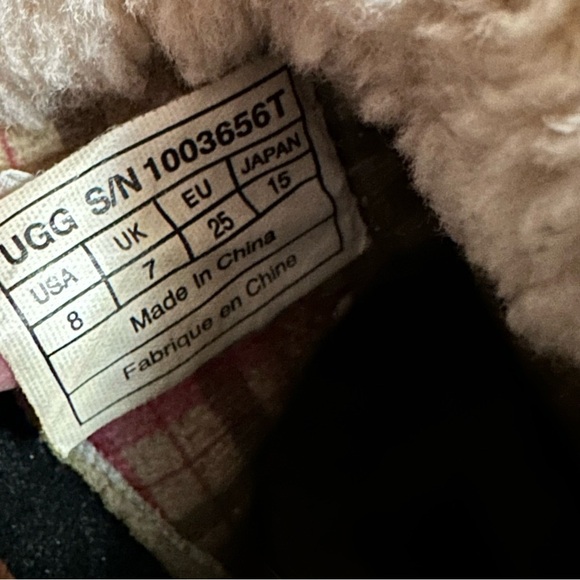 UGG S/N 1003656T
USA UK EU JAPAN
8 7 25 15
Made In China
Fabrique en Chine